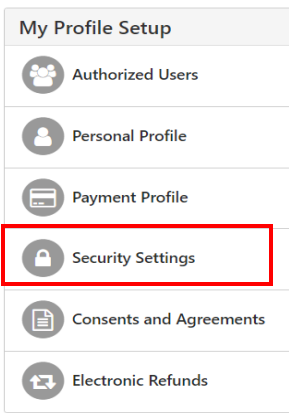 My Profile Setup
Authorized Users
Personal Profile
Payment Profile
Security Settings
Consents and Agreements
Electronic Refunds